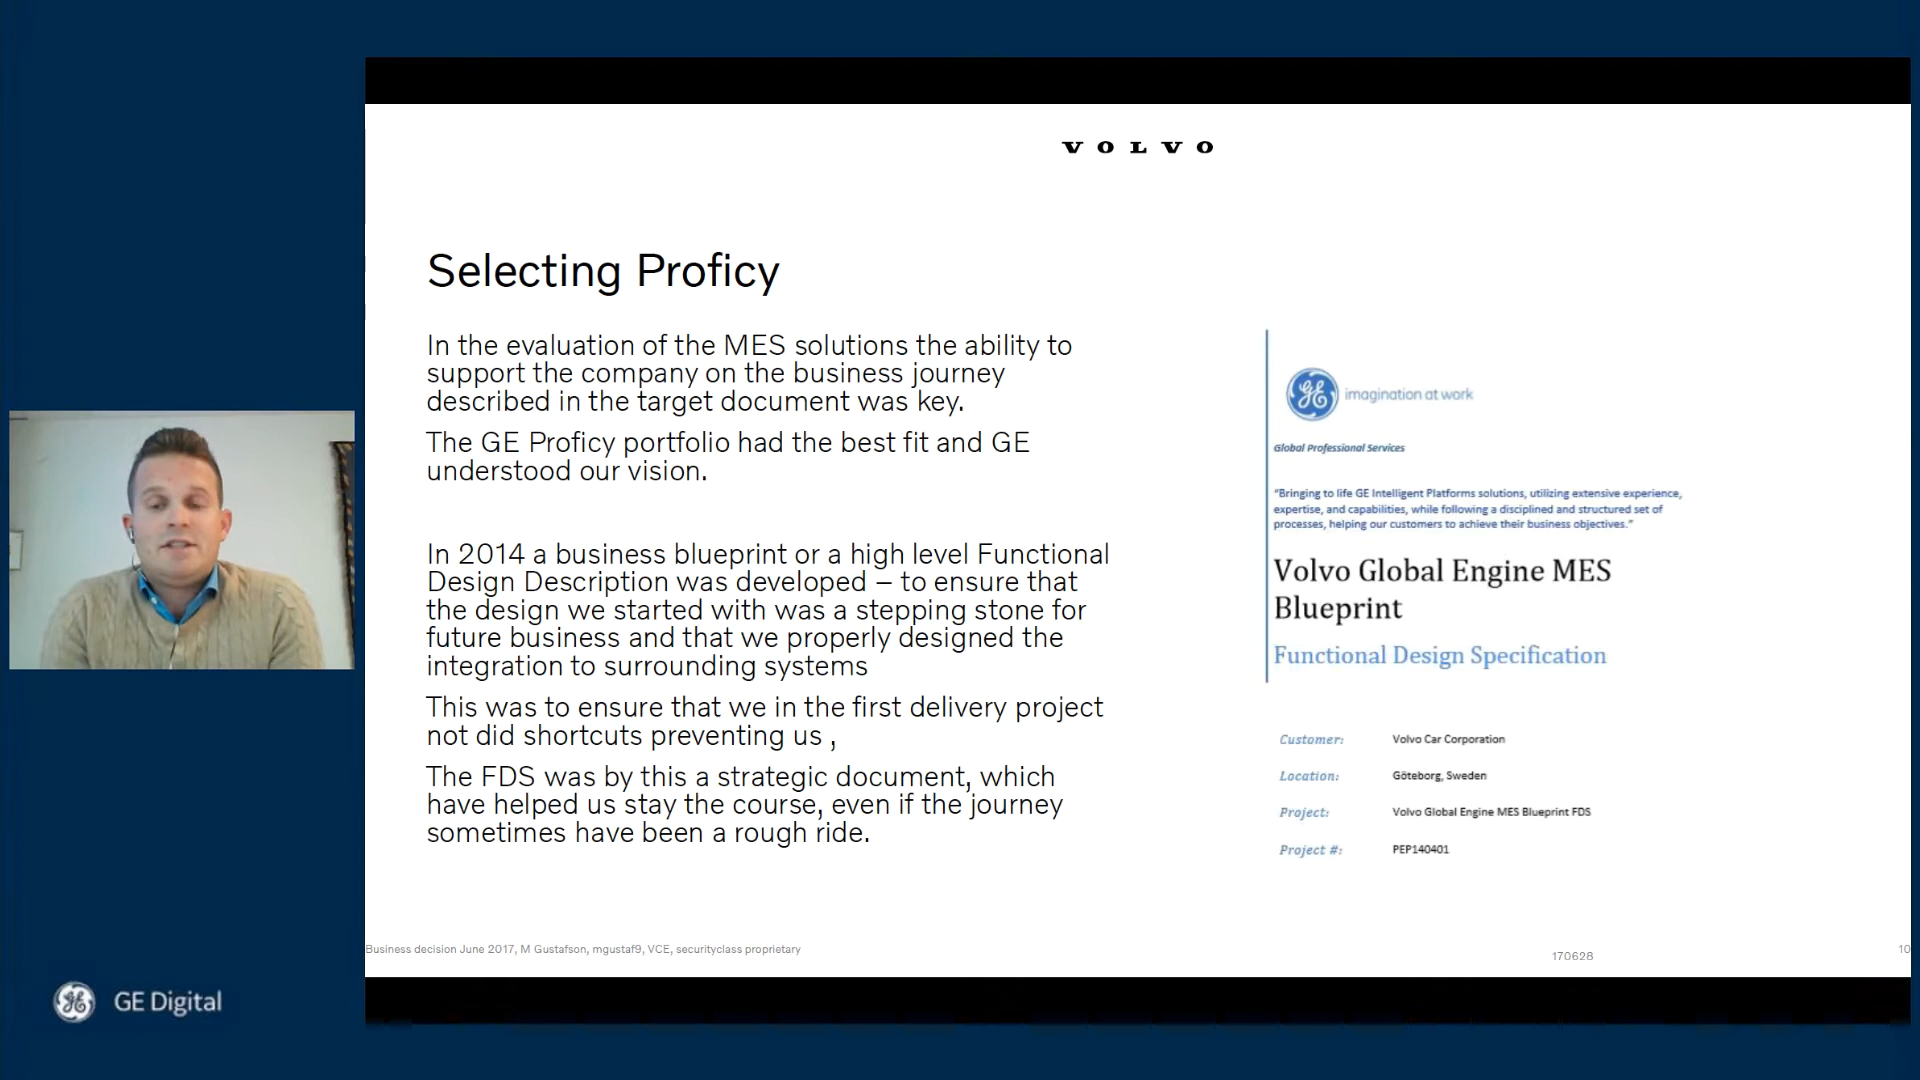 VOLVO
Selecting Proficy
In the evaluation of the MES solutions the ability to
support the company on the business journey
described in the target document was key.
The GE Proficy portfolio had the best fit and GE
understood our vision.
In 2014 a business blueprint or a high level Functional
Design Description was developed – to ensure that
the design we started with was a stepping stone for
future business and that we properly designed the
integration to surrounding systems
This was to ensure that we in the first delivery project
not did shortcuts preventing us ,
The FDS was by this a strategic document, which
have helped us stay the course, even if the journey
sometimes have been a rough ride.
GE imagination at work
Global Professional Services
"Bringing to life GE Intelligent Platforms solutions, utilizing extensive experience,
expertise, and capabilities, while following a disciplined and structured set of
processes, helping our customers to achieve their business objectives."
Volvo Global Engine MES
Blueprint
Functional Design Specification
Customer: Volvo Car Corporation
Location: Göteborg, Sweden
Project: Volvo Global Engine MES Blueprint FDS
Project #: PEP140401
Business decision June 2017, M Gustafson, mgustaf9, VCE, securityclass proprietary
170628
10
GE GE Digital